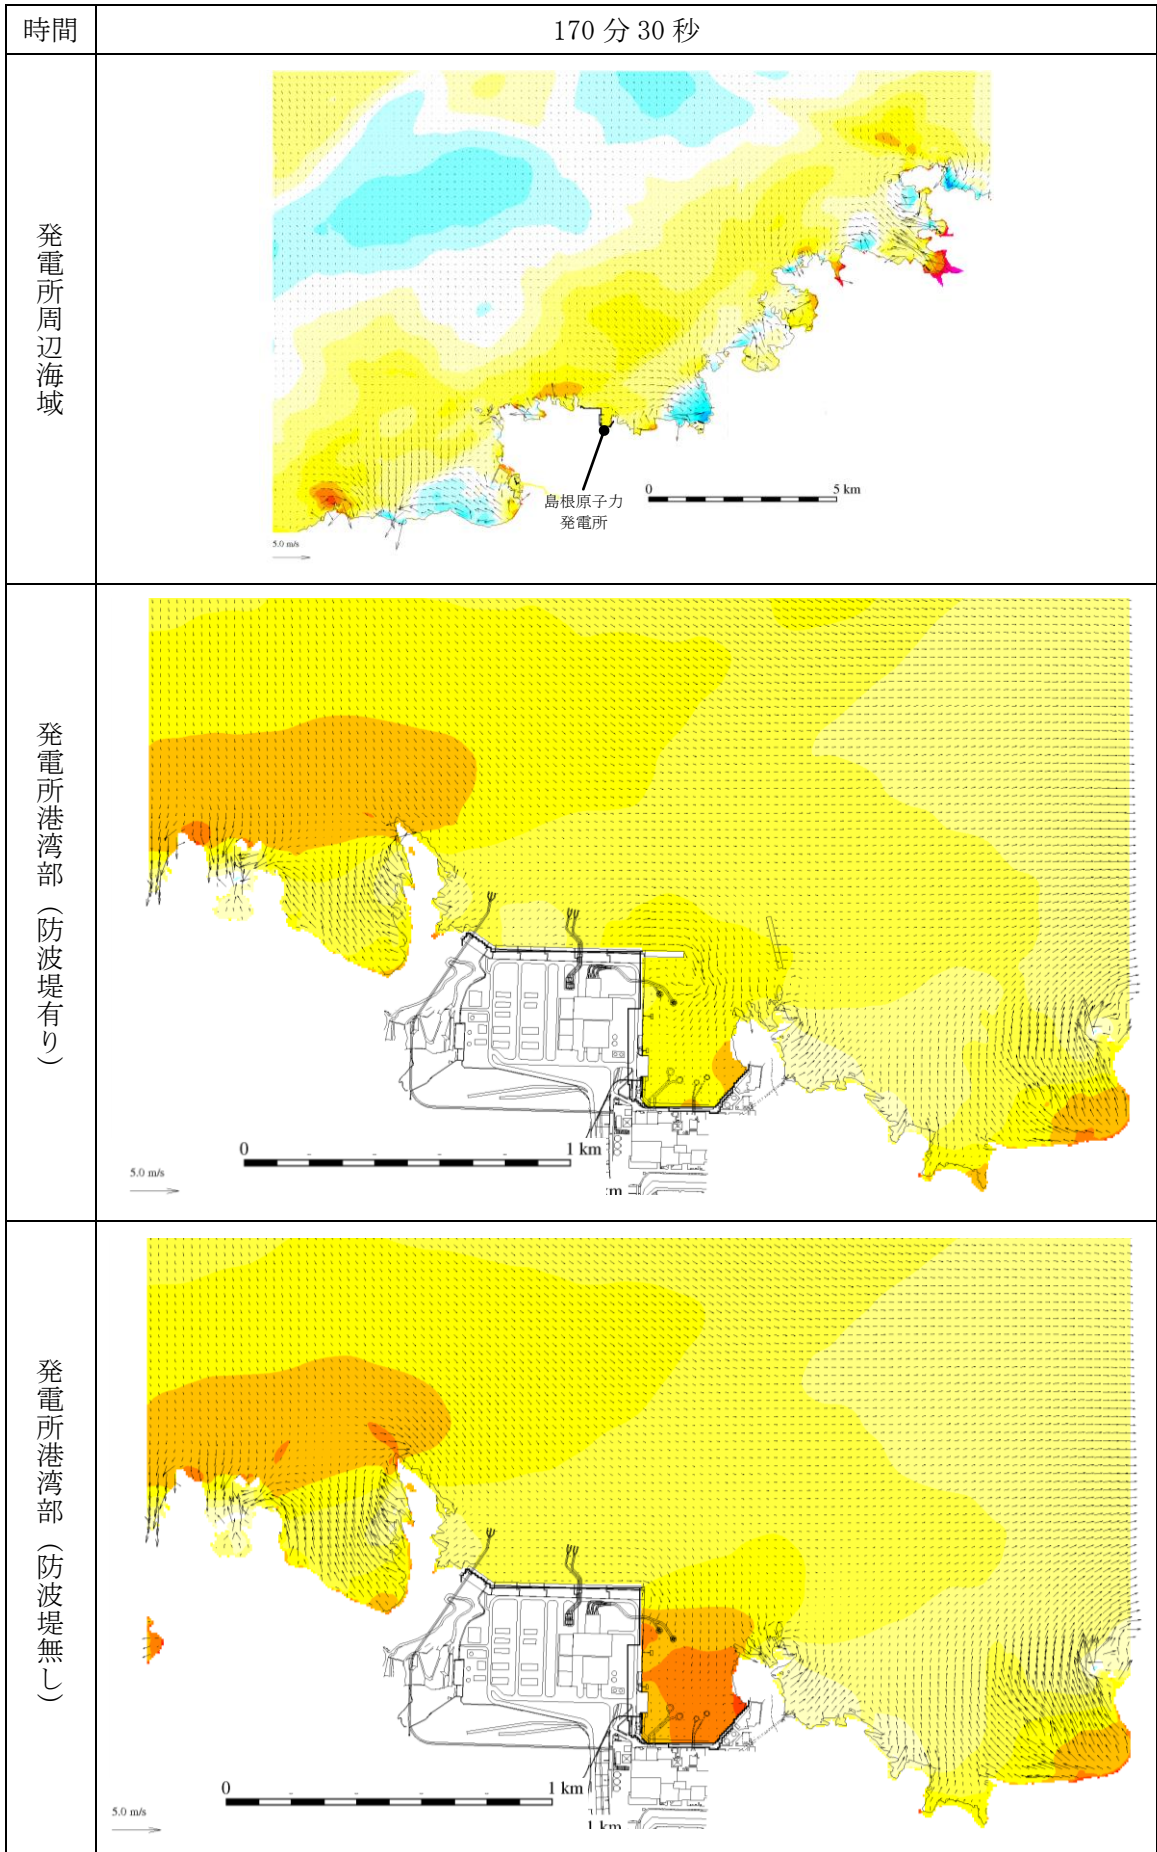 時間
170 分 30 秒
発電所周辺海域
島根原子力
発電所
0 5 km
5.0 m/s
発電所港湾部（防波堤有り）
0 1 km
5.0 m/s
発電所港湾部（防波堤無し）
0 1 km
5.0 m/s
1 km